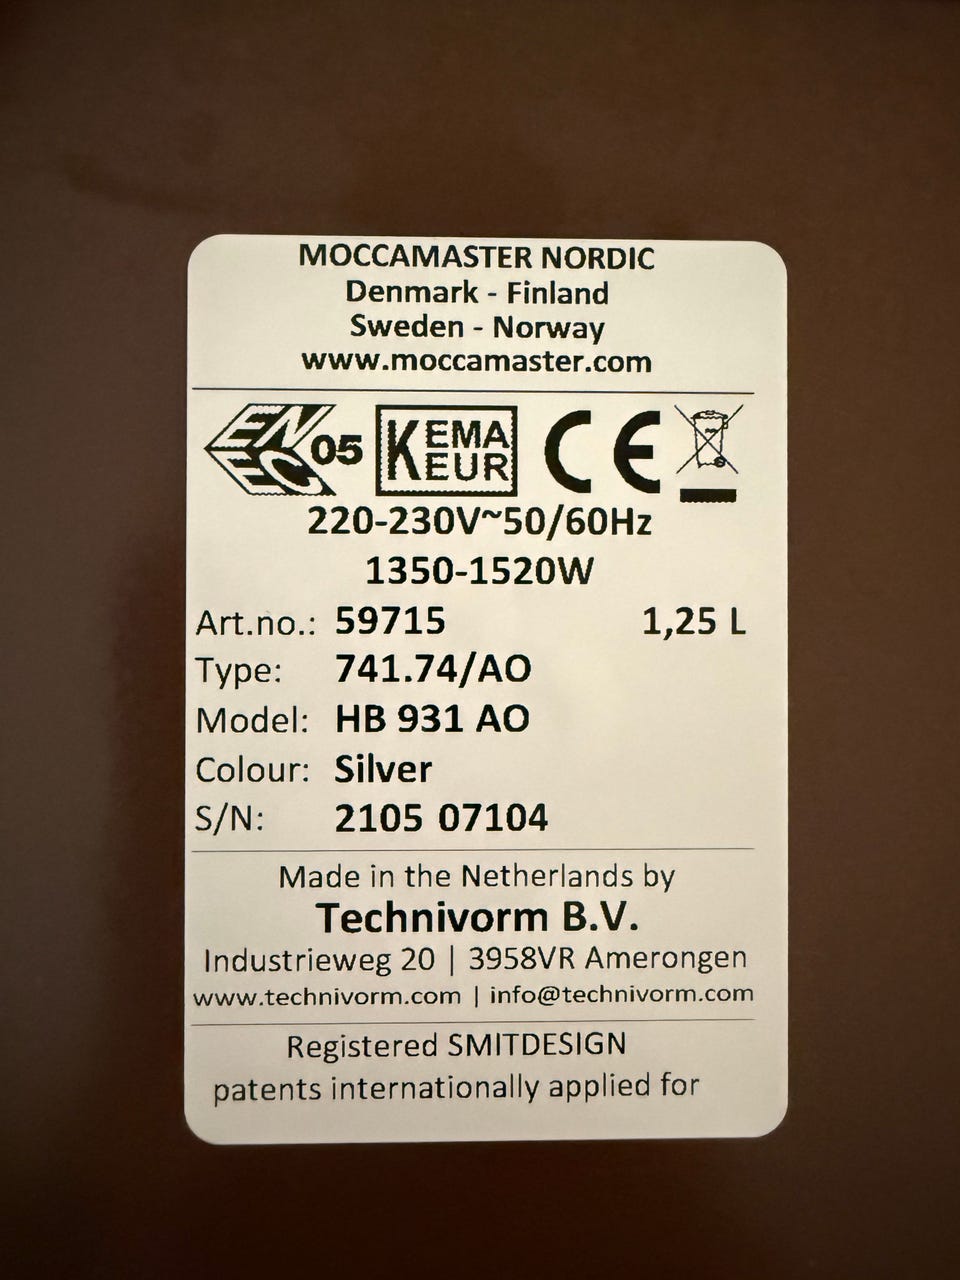 MOCCAMASTER NORDIC
Denmark - Finland
Sweden - Norway
www.moccamaster.com
ENEC 05 KEMA KEUR CE
220-230V~50/60Hz
1350-1520W
Art.no.: 59715 1,25 L
Type: 741.74/AO
Model: HB 931 AO
Colour: Silver
S/N: 2105 07104
Made in the Netherlands by
Technivorm B.V.
Industrieweg 20 | 3958VR Amerongen
www.technivorm.com | info@technivorm.com
Registered SMITDESIGN
patents internationally applied for